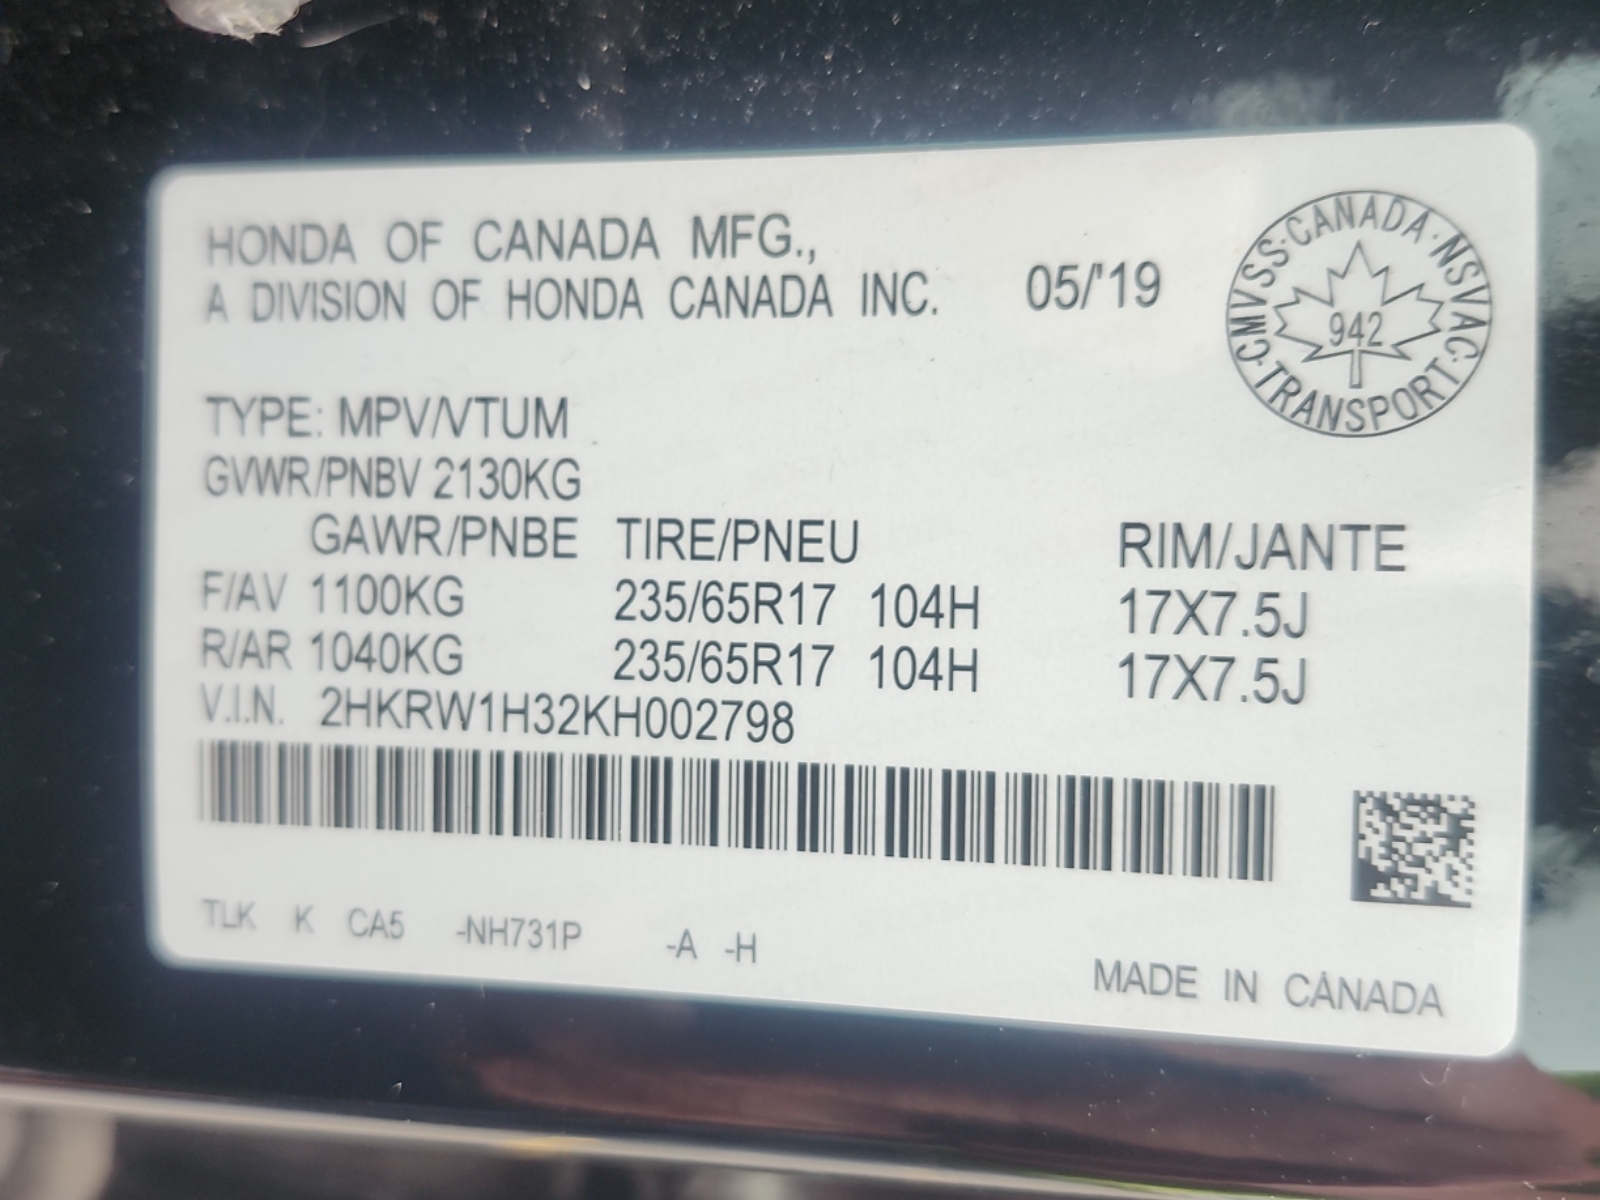 HONDA OF CANADA MFG.,
A DIVISION OF HONDA CANADA INC. 05/'19
CMVSS·CANADA·NSVAC·TRANSPORT·
942
TYPE: MPV/VTUM
GVWR/PNBV 2130KG
GAWR/PNBE TIRE/PNEU RIM/JANTE
F/AV 1100KG 235/65R17 104H 17X7.5J
R/AR 1040KG 235/65R17 104H 17X7.5J
V.I.N. 2HKRW1H32KH002798
TLK K CA5 -NH731P -A -H
MADE IN CANADA